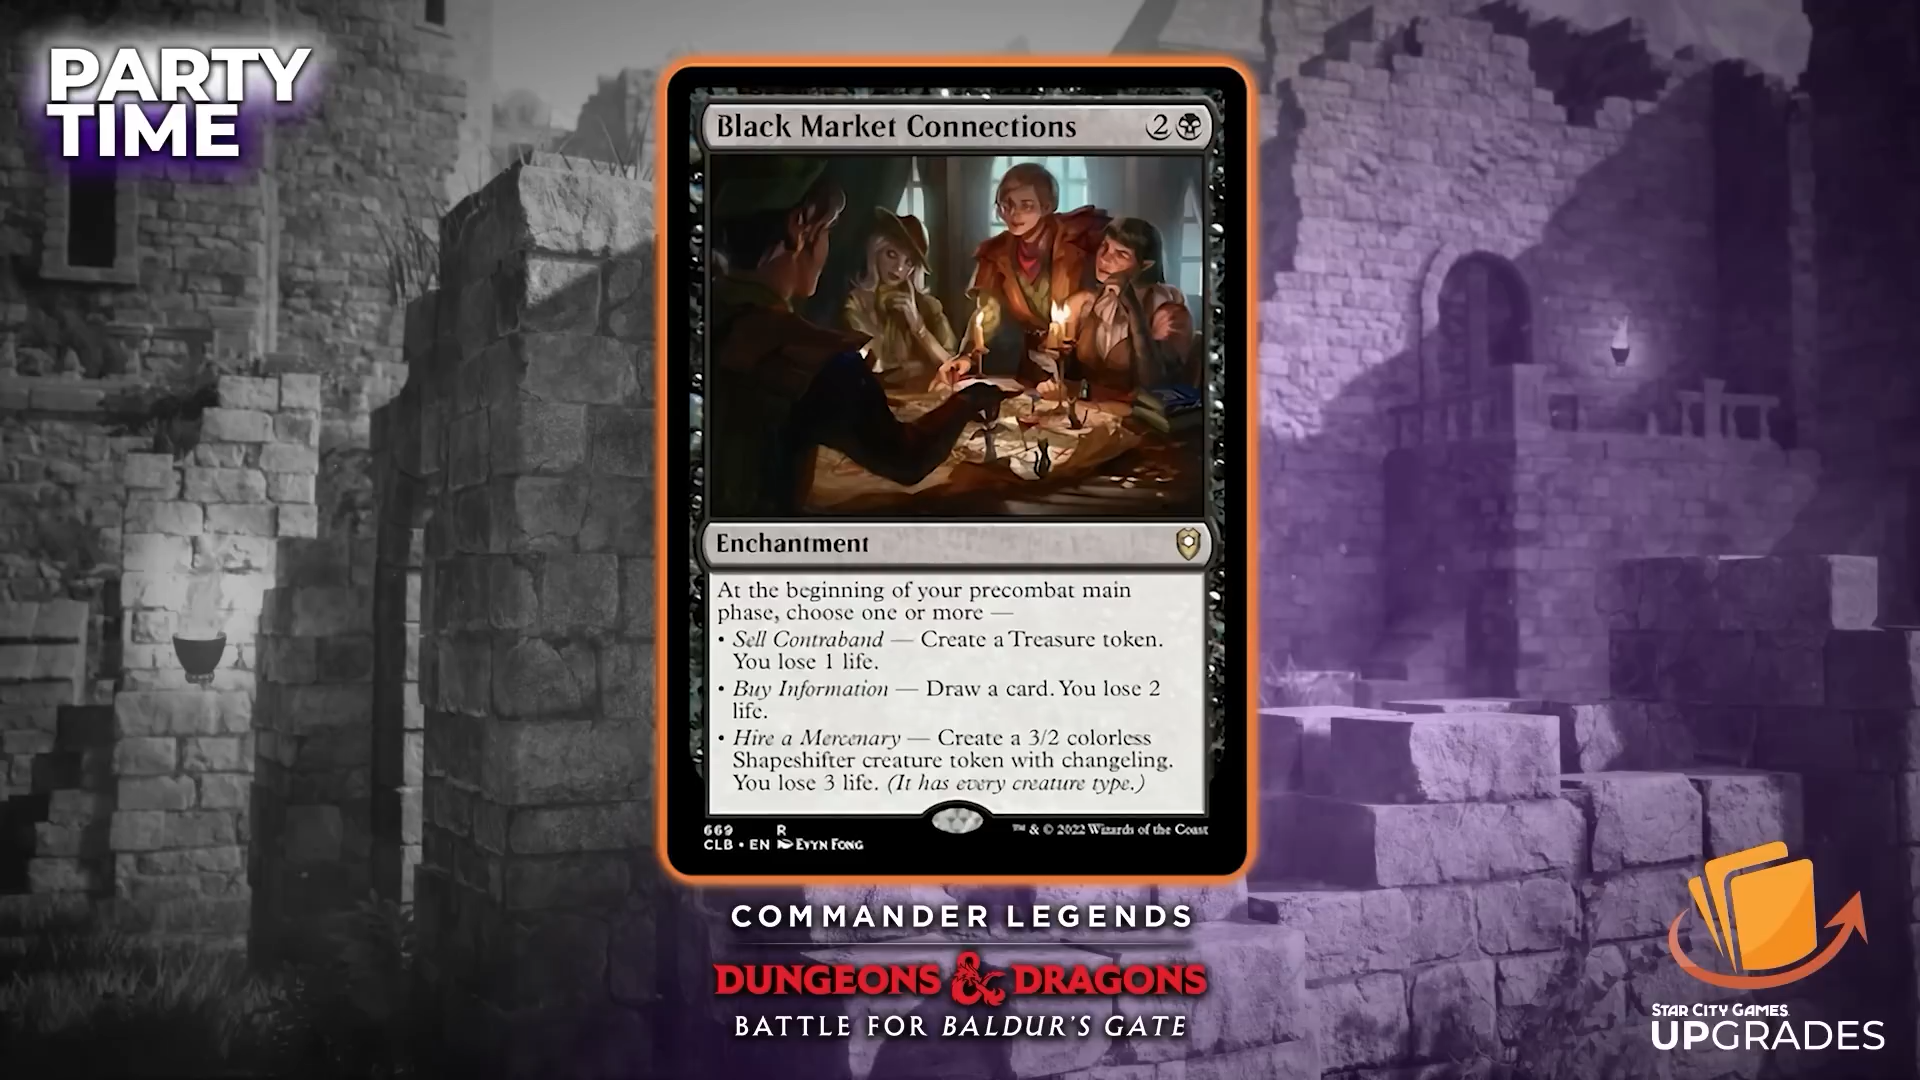 PARTY
TIME
Black Market Connections 2
Enchantment
At the beginning of your precombat main
phase, choose one or more —
• Sell Contraband — Create a Treasure token.
You lose 1 life.
• Buy Information — Draw a card. You lose 2
life.
• Hire a Mercenary — Create a 3/2 colorless
Shapeshifter creature token with changeling.
You lose 3 life. (It has every creature type.)
669 R
CLB • EN EVYN FONG
™ & © 2022 Wizards of the Coast
COMMANDER LEGENDS
DUNGEONS & DRAGONS
BATTLE FOR BALDUR'S GATE
STAR CITY GAMES
UPGRADES